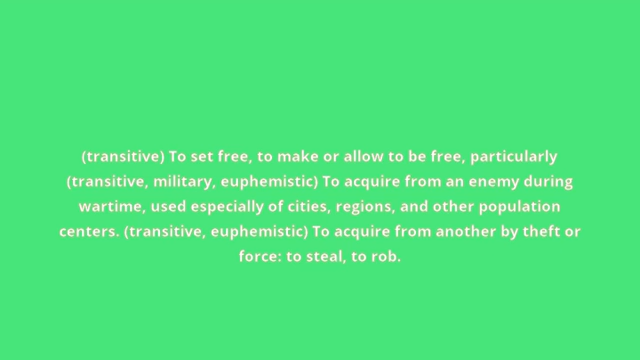 (transitive) To set free, to make or allow to be free, particularly
(transitive, military, euphemistic) To acquire from an enemy during
wartime, used especially of cities, regions, and other population
centers. (transitive, euphemistic) To acquire from another by theft or
force: to steal, to rob.